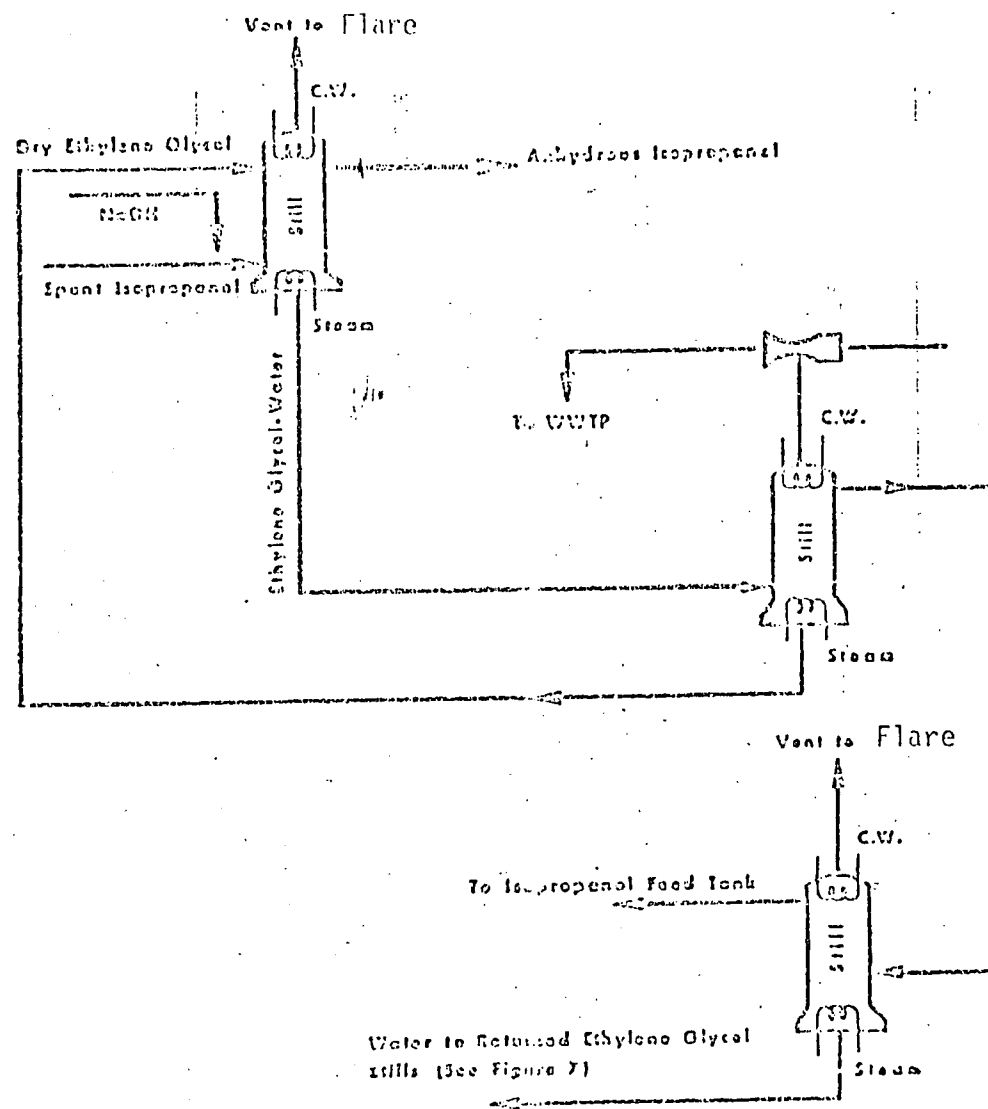 Vent to Flare
C.W.
Dry Ethylene Glycol
Anhydrous Isopropanol
Still
NaOH
Spent Isopropanol
Steam
Ethylene Glycol-Water
To WWTP
C.W.
Still
Steam
Vent to Flare
C.W.
To Isopropanol Feed Tank
Still
Water to Returned Ethylene Glycol
Stills (See Figure 7)
Steam